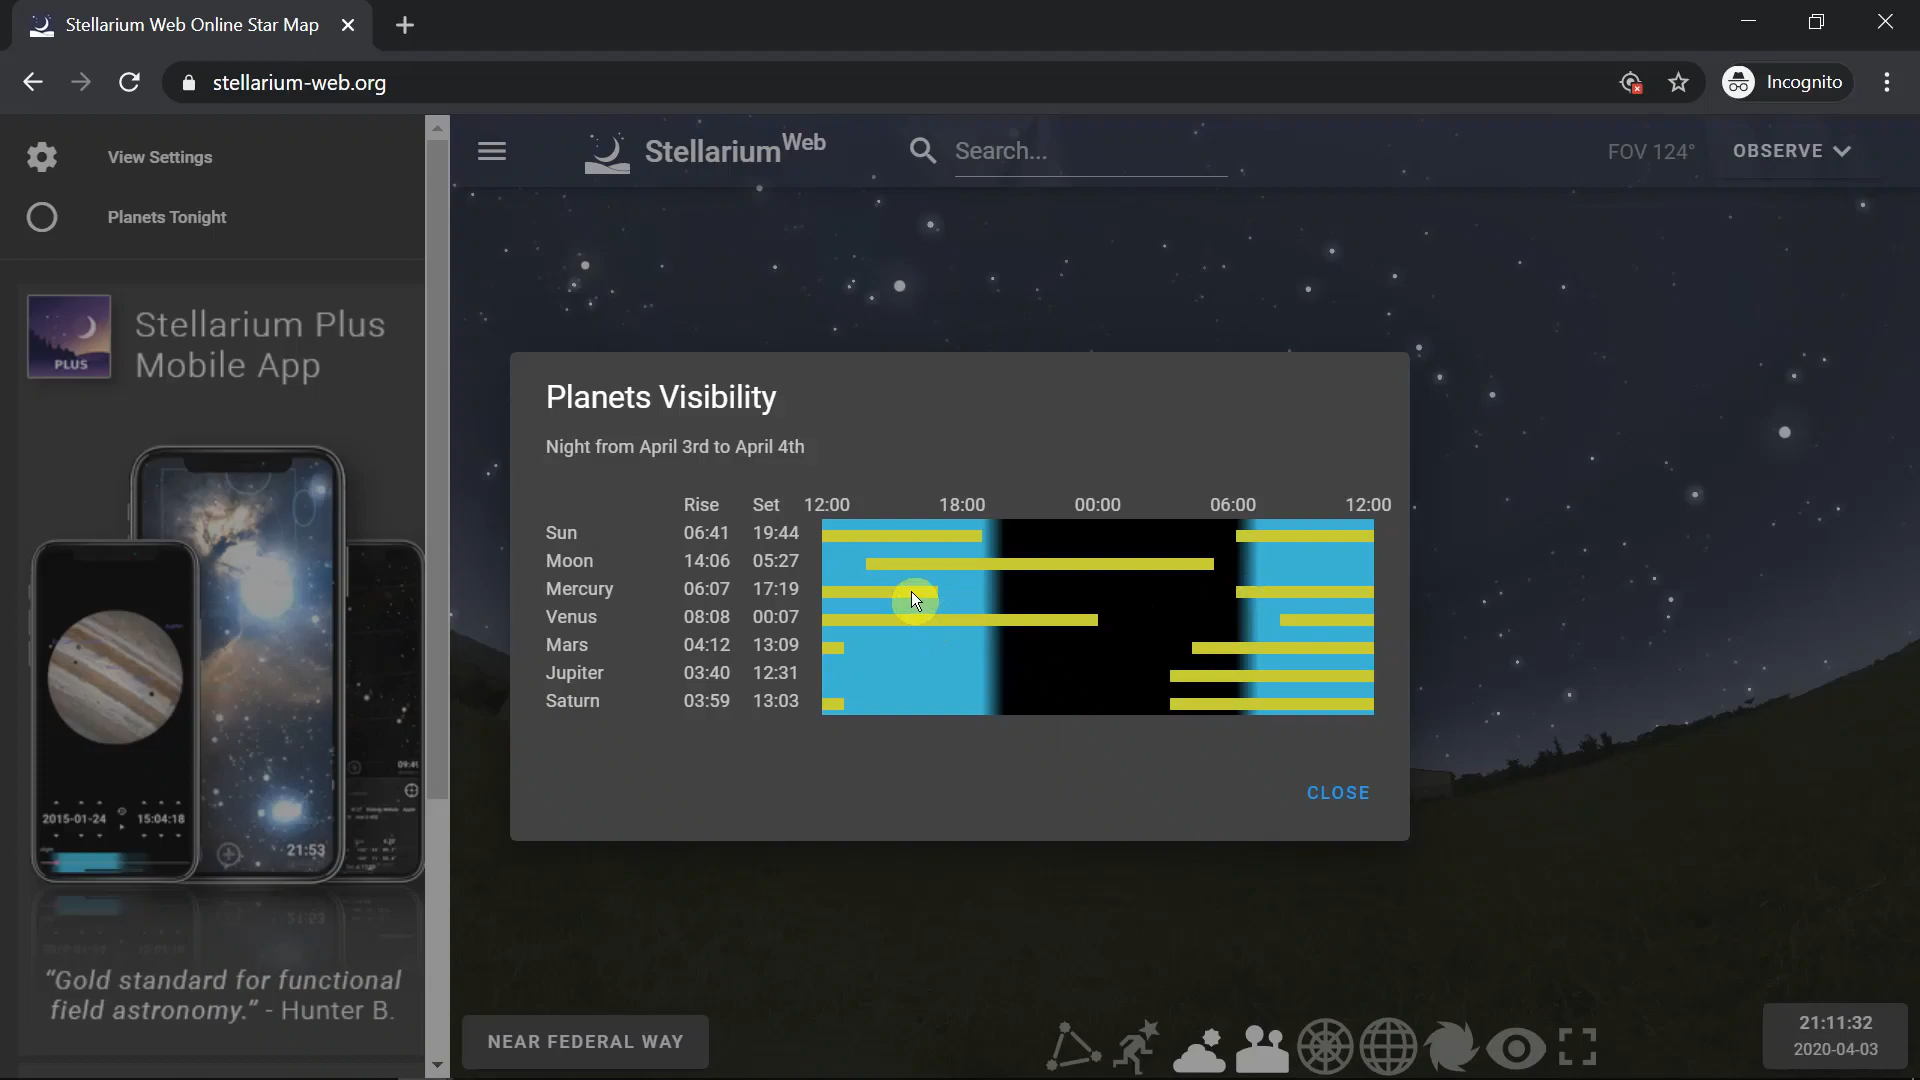 Stellarium Web Online Star Map
stellarium-web.org
Incognito
View Settings
Planets Tonight
PLUS
Stellarium Plus
Mobile App
2015-01-24 15:04:18
21:53
09:49
“Gold standard for functional
field astronomy.” - Hunter B.
StellariumWeb
Search...
FOV 124°
OBSERVE
Planets Visibility
Night from April 3rd to April 4th
Rise Set 12:00 18:00 00:00 06:00 12:00
Sun 06:41 19:44
Moon 14:06 05:27
Mercury 06:07 17:19
Venus 08:08 00:07
Mars 04:12 13:09
Jupiter 03:40 12:31
Saturn 03:59 13:03
CLOSE
NEAR FEDERAL WAY
21:11:32
2020-04-03